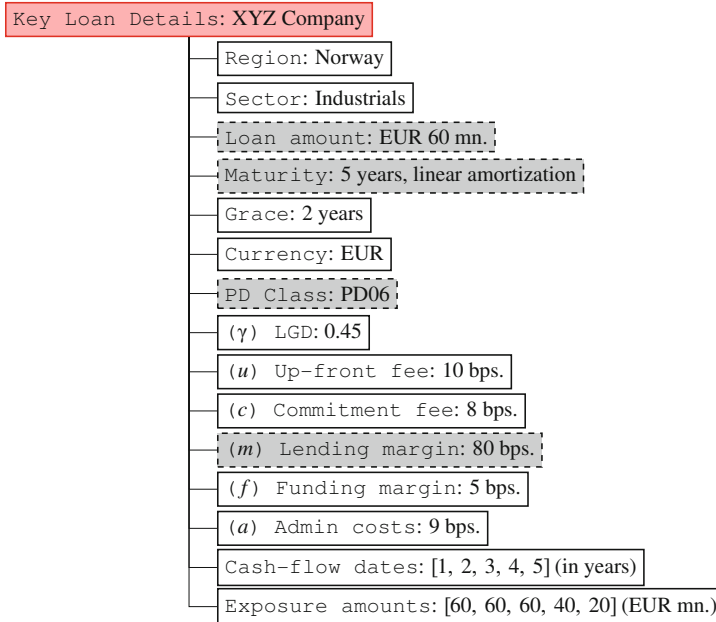 Key Loan Details: XYZ Company
Region: Norway
Sector: Industrials
Loan amount: EUR 60 mn.
Maturity: 5 years, linear amortization
Grace: 2 years
Currency: EUR
PD Class: PD06
(γ) LGD: 0.45
(u) Up-front fee: 10 bps.
(c) Commitment fee: 8 bps.
(m) Lending margin: 80 bps.
(f) Funding margin: 5 bps.
(a) Admin costs: 9 bps.
Cash-flow dates: [1, 2, 3, 4, 5] (in years)
Exposure amounts: [60, 60, 60, 40, 20] (EUR mn.)